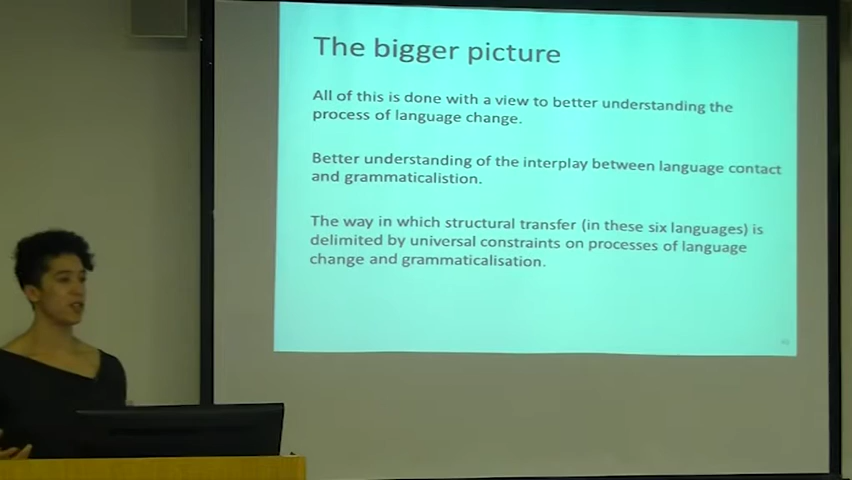 The bigger picture
All of this is done with a view to better understanding the
process of language change.
Better understanding of the interplay between language contact
and grammaticalistion.
The way in which structural transfer (in these six languages) is
delimited by universal constraints on processes of language
change and grammaticalisation.